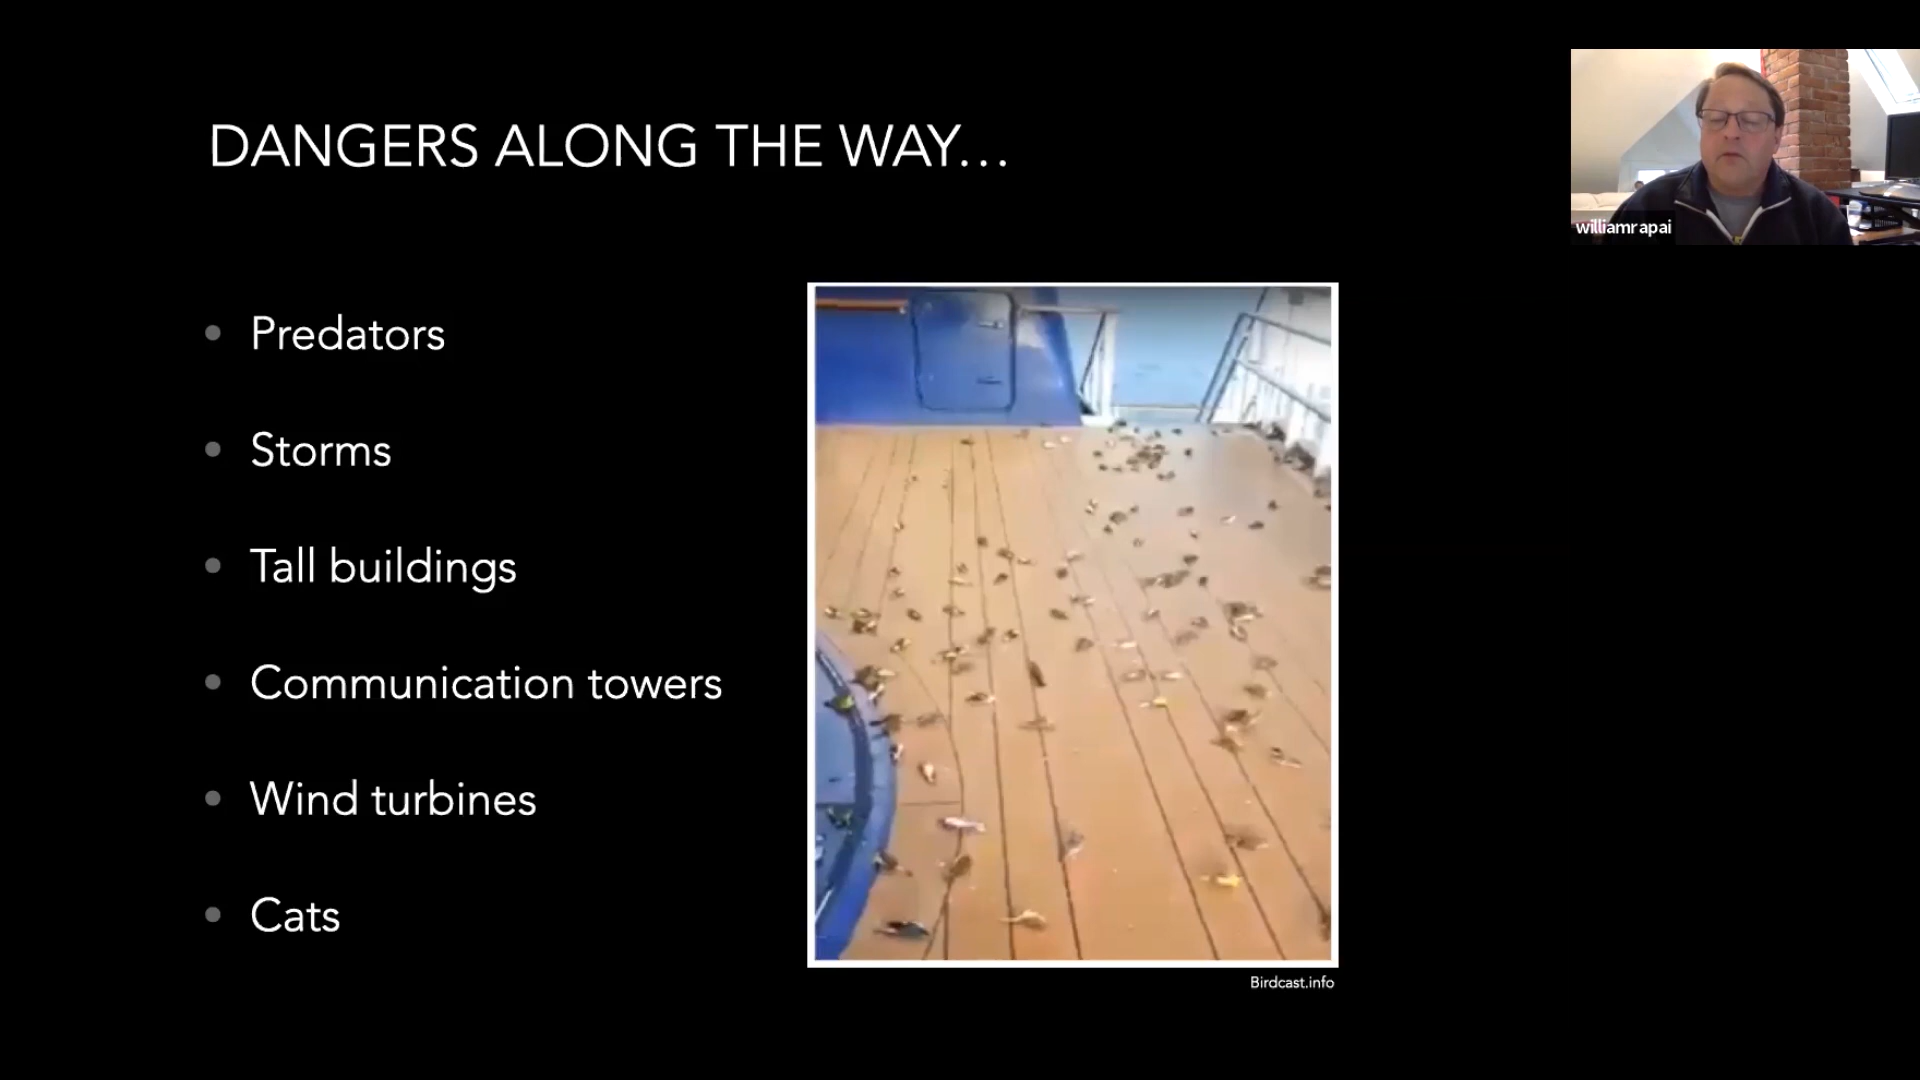 DANGERS ALONG THE WAY...
williamrapai
Predators
Storms
Tall buildings
Communication towers
Wind turbines
Cats
Birdcast.info